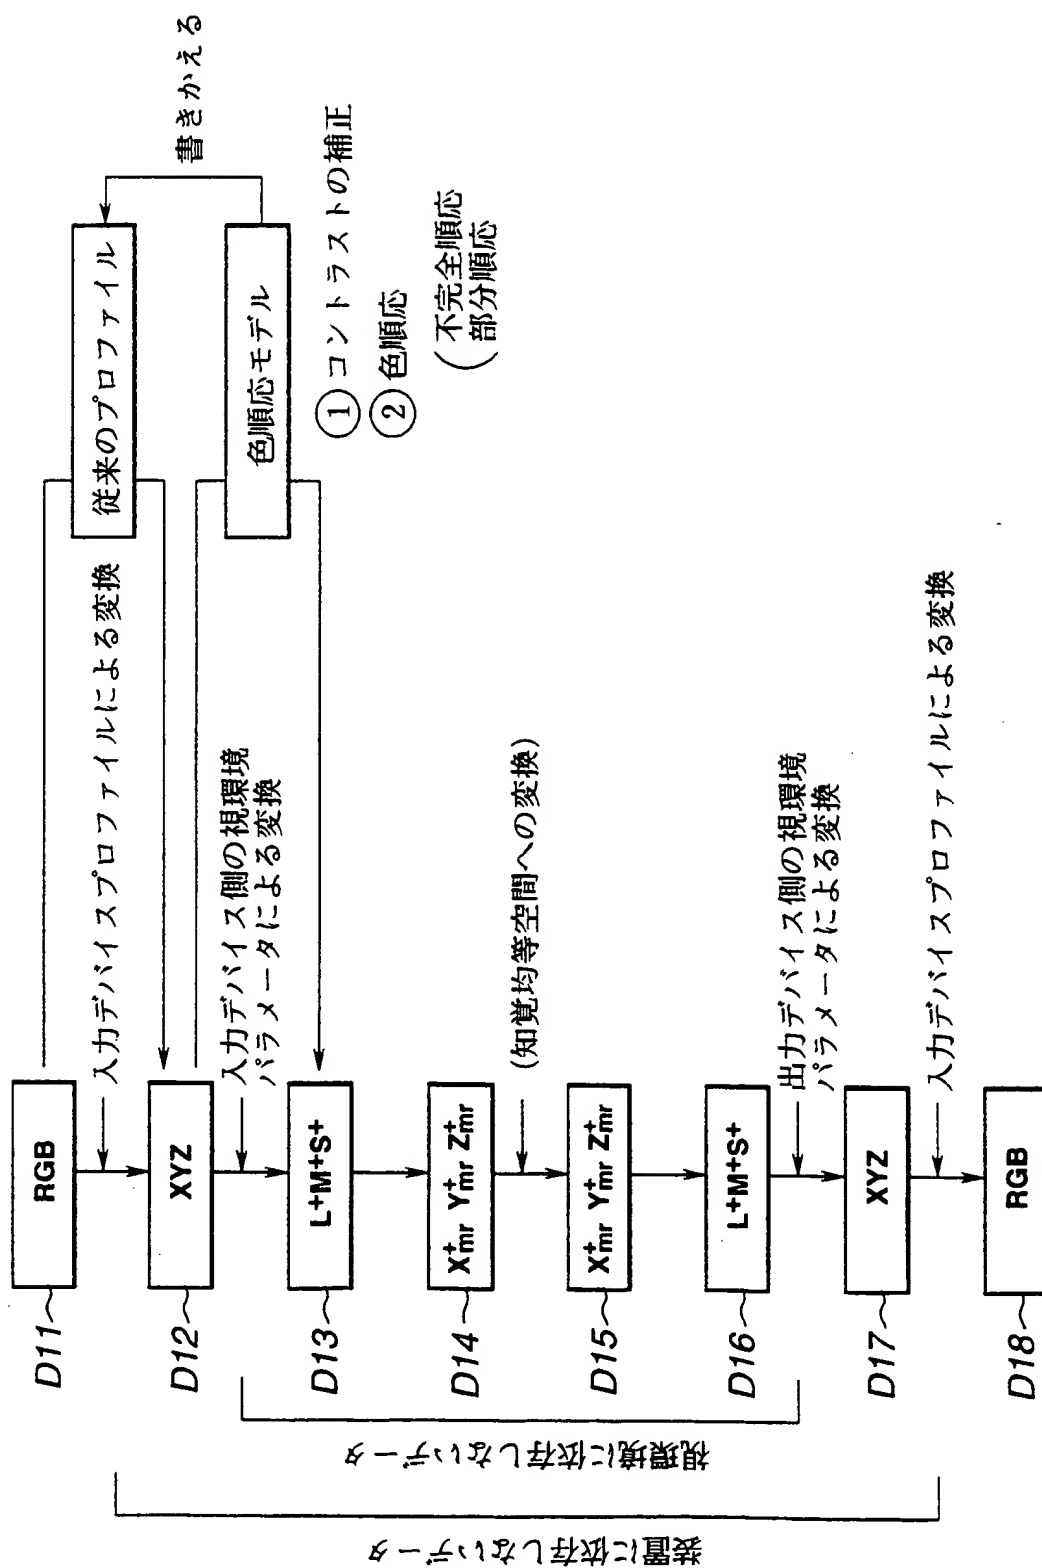 D11
RGB
入力デバイスプロファイルによる変換
従来のプロファイル
書きかえる
D12
XYZ
入力デバイス側の視環境
パラメータによる変換
色順応モデル
① コントラストの補正
② 色順応
(不完全順応
部分順応
D13
L⁺M⁺S⁺
D14
X⁺mr Y⁺mr Z⁺mr
(知覚均等空間への変換)
D15
X⁺mr Y⁺mr Z⁺mr
D16
L⁺M⁺S⁺
出力デバイス側の視環境
パラメータによる変換
D17
XYZ
入力デバイスプロファイルによる変換
D18
RGB
視環境に依存しないデータ
装置に依存しないデータ